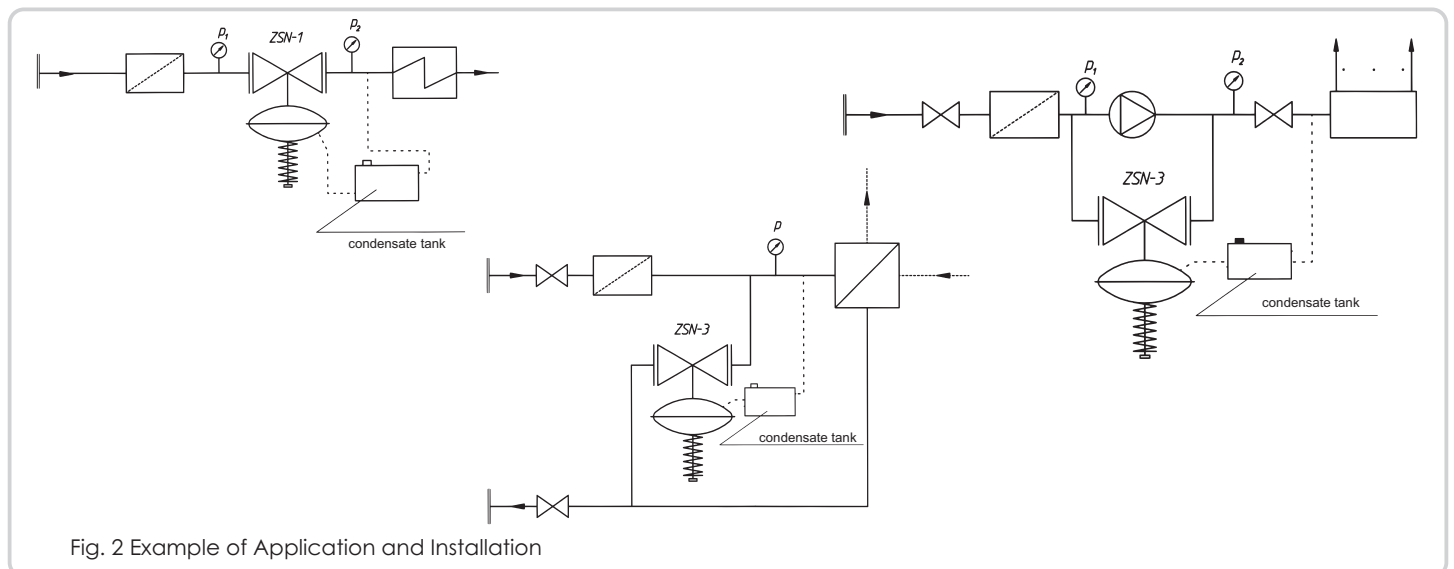 p1
ZSN-1
p2
condensate tank
p
ZSN-3
condensate tank
p1
p2
ZSN-3
condensate tank
Fig. 2 Example of Application and Installation